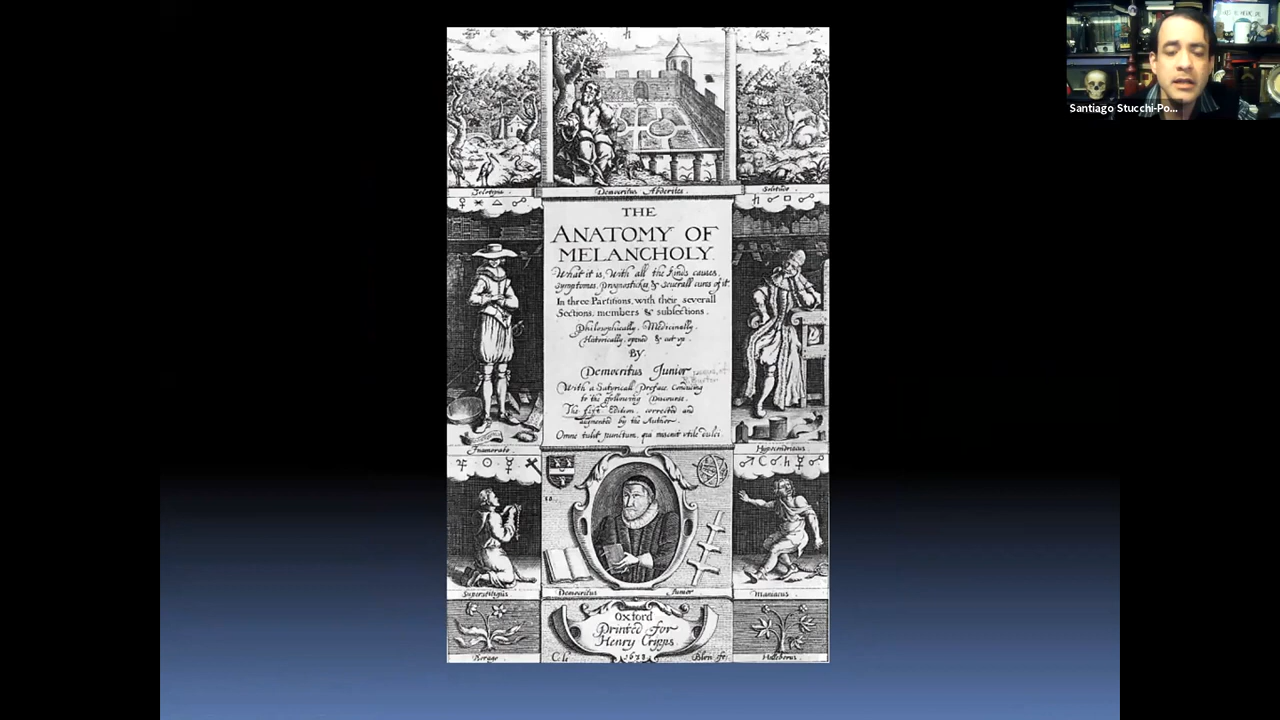 Santiago Stucchi-Po...
Zelotypia
Democritus Abderites.
Solitudo
THE
ANATOMY OF
MELANCHOLY.
What it is, With all the kinds causes,
symptomes, prognostickes & severall cures of it.
In three Partitions, with their severall
Sections, members & subsections.
Philosophically, Medicinally,
Historically, opened & cut up.
BY.
Democritus Junior
With a Satyricall Preface, Conducing
to the following Discourse.
The fift Edition, corrected and
augmented by the Author.
Omne tulit punctum, qui miscuit utile dulci.
Inamorato.
Hypocondriacus
Superstitiosus
Democritus Junior
Maniacus
Oxford
Printed for
Henry Cripps
Borage.
C. le Blon fe.
Helleborus.